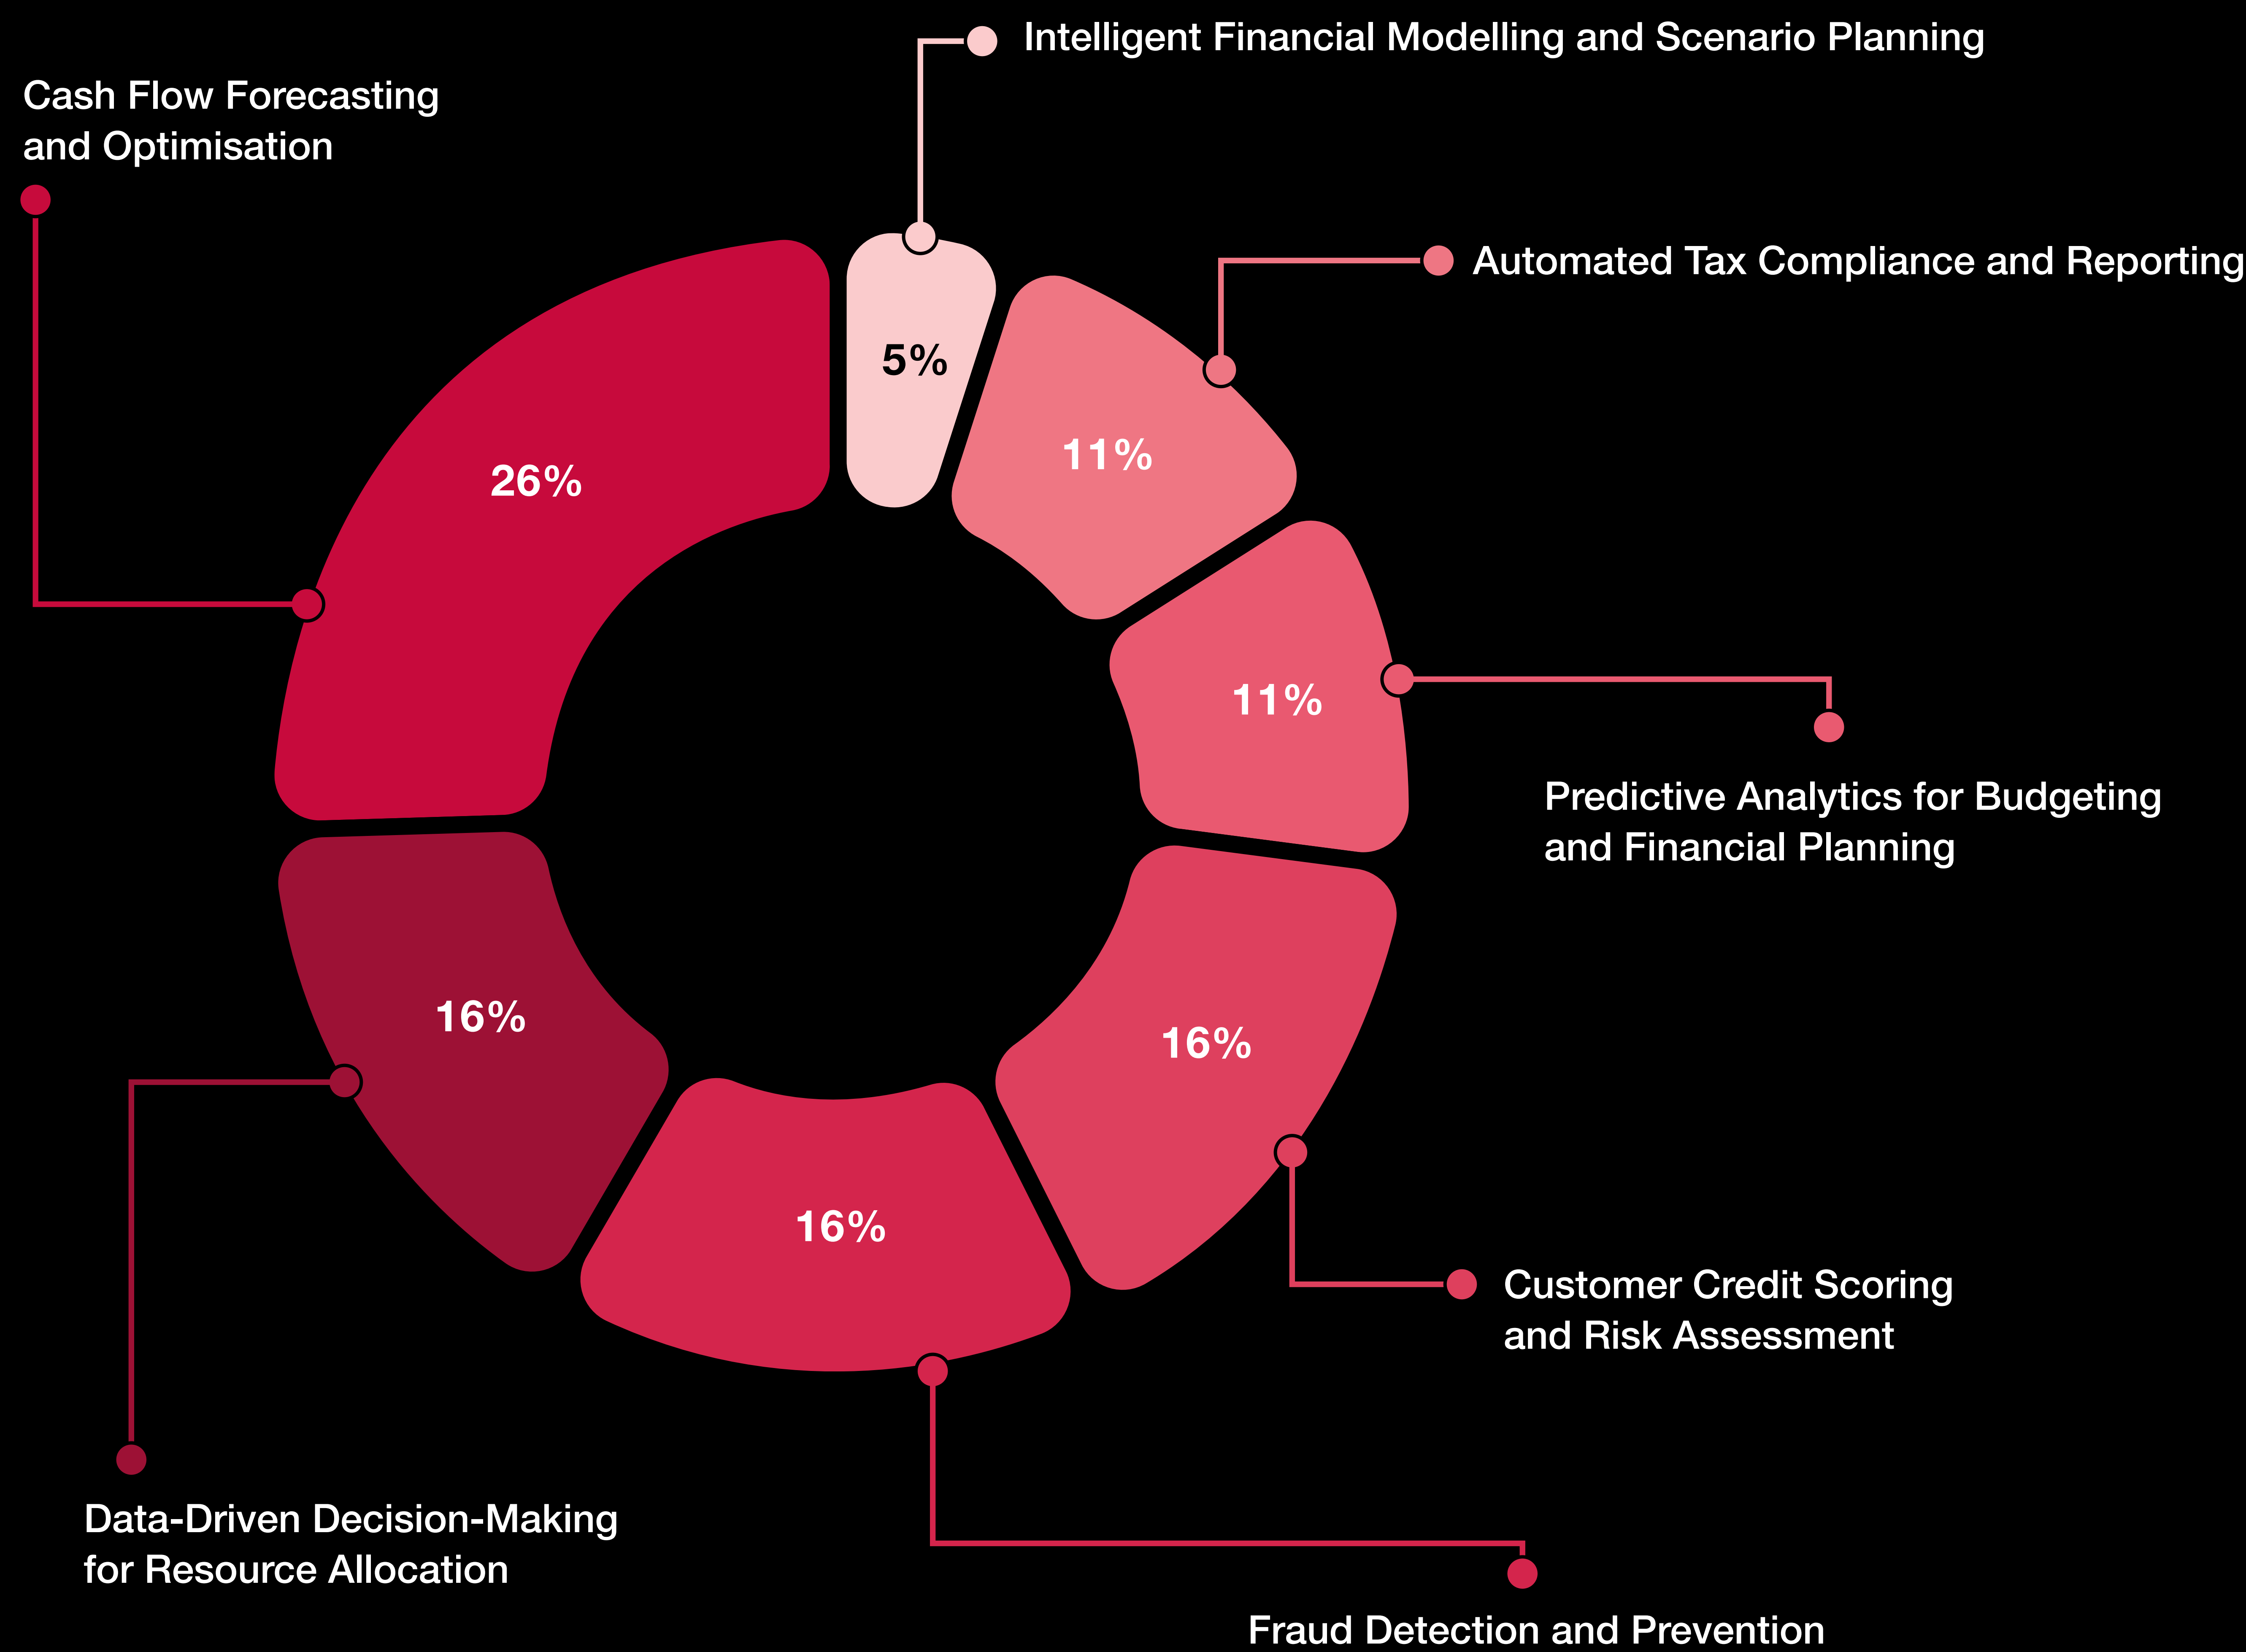 Intelligent Financial Modelling and Scenario Planning
Cash Flow Forecasting
and Optimisation
Automated Tax Compliance and Reporting
5%
11%
26%
11%
Predictive Analytics for Budgeting
and Financial Planning
16%
16%
16%
Customer Credit Scoring
and Risk Assessment
Data-Driven Decision-Making
for Resource Allocation
Fraud Detection and Prevention